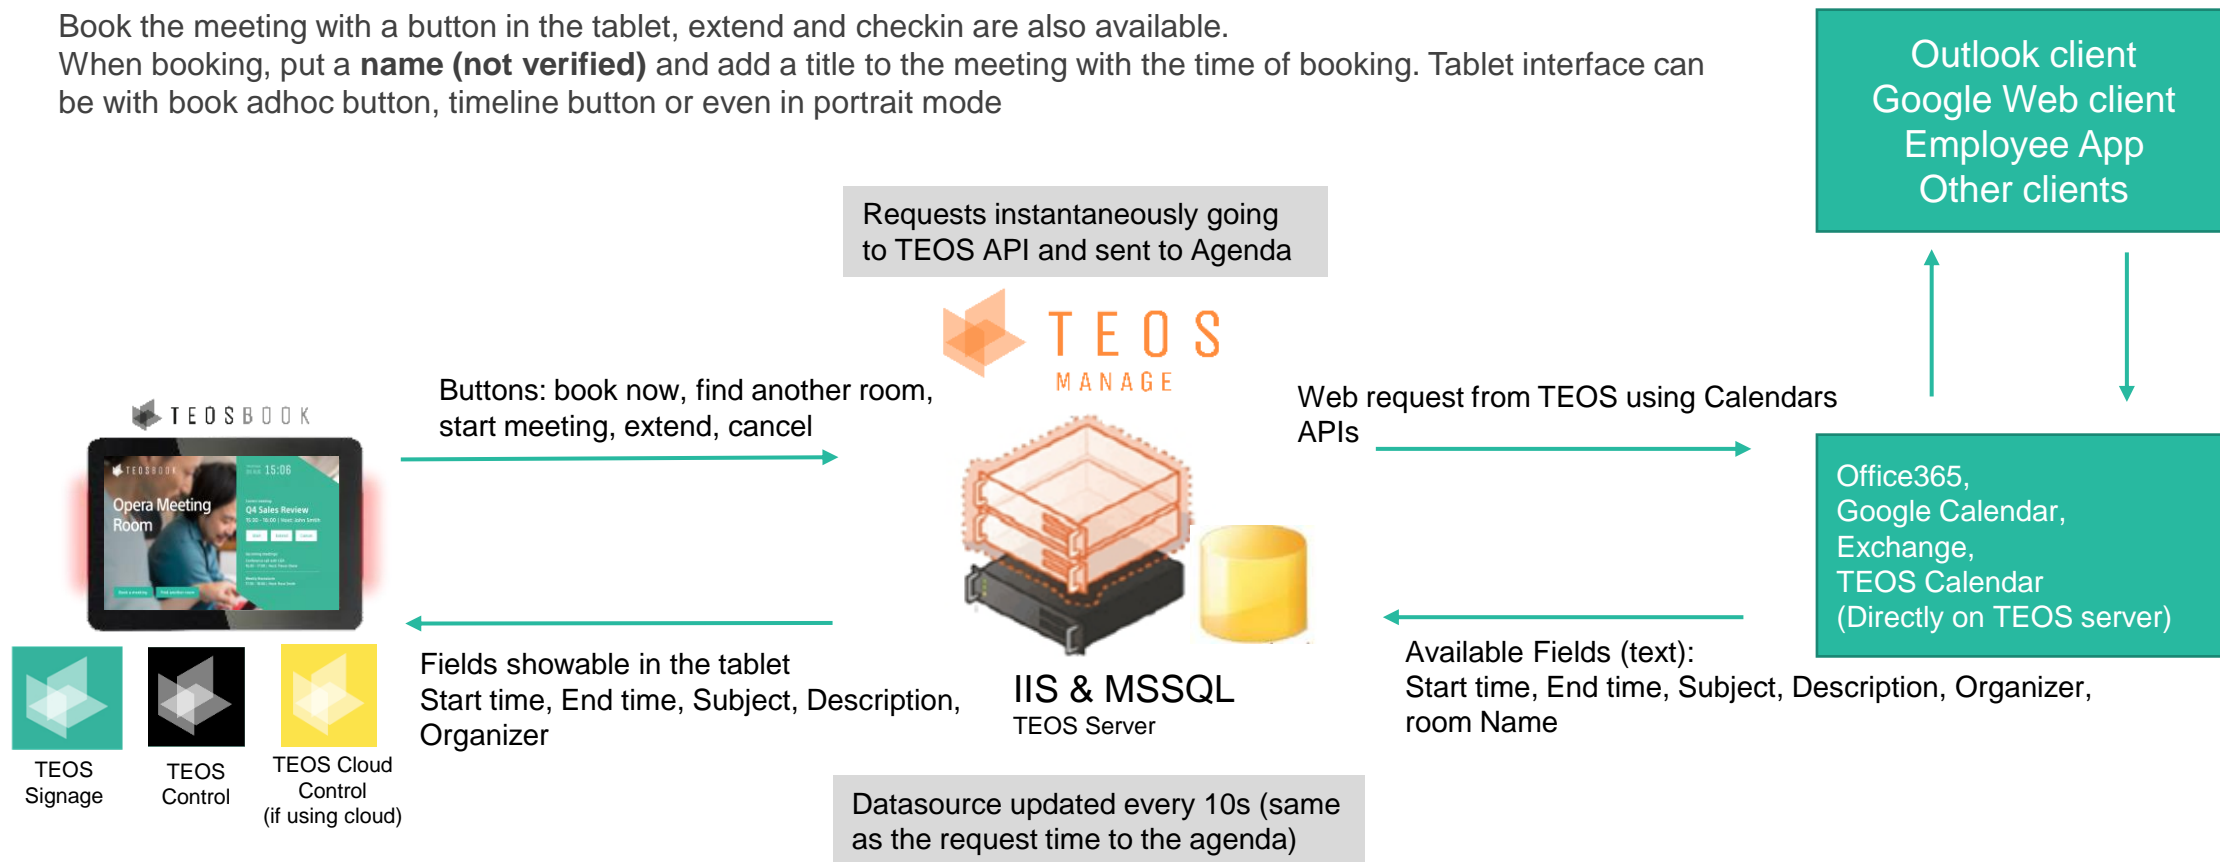 Book the meeting with a button in the tablet, extend and checkin are also available.
When booking, put a name (not verified) and add a title to the meeting with the time of booking. Tablet interface can
be with book adhoc button, timeline button or even in portrait mode
Outlook client
Google Web client
Employee App
Other clients
Requests instantaneously going
to TEOS API and sent to Agenda
TEOS
MANAGE
Buttons: book now, find another room,
start meeting, extend, cancel
Web request from TEOS using Calendars
APIs
TEOSBOOK
TEOSBOOK
15:06
Opera Meeting
Room
Q4 Sales Review
Office365,
Google Calendar,
Exchange,
TEOS Calendar
(Directly on TEOS server)
Fields showable in the tablet
Start time, End time, Subject, Description,
Organizer
IIS & MSSQL
TEOS Server
Available Fields (text):
Start time, End time, Subject, Description, Organizer,
room Name
TEOS
Signage
TEOS
Control
TEOS Cloud
Control
(if using cloud)
Datasource updated every 10s (same
as the request time to the agenda)